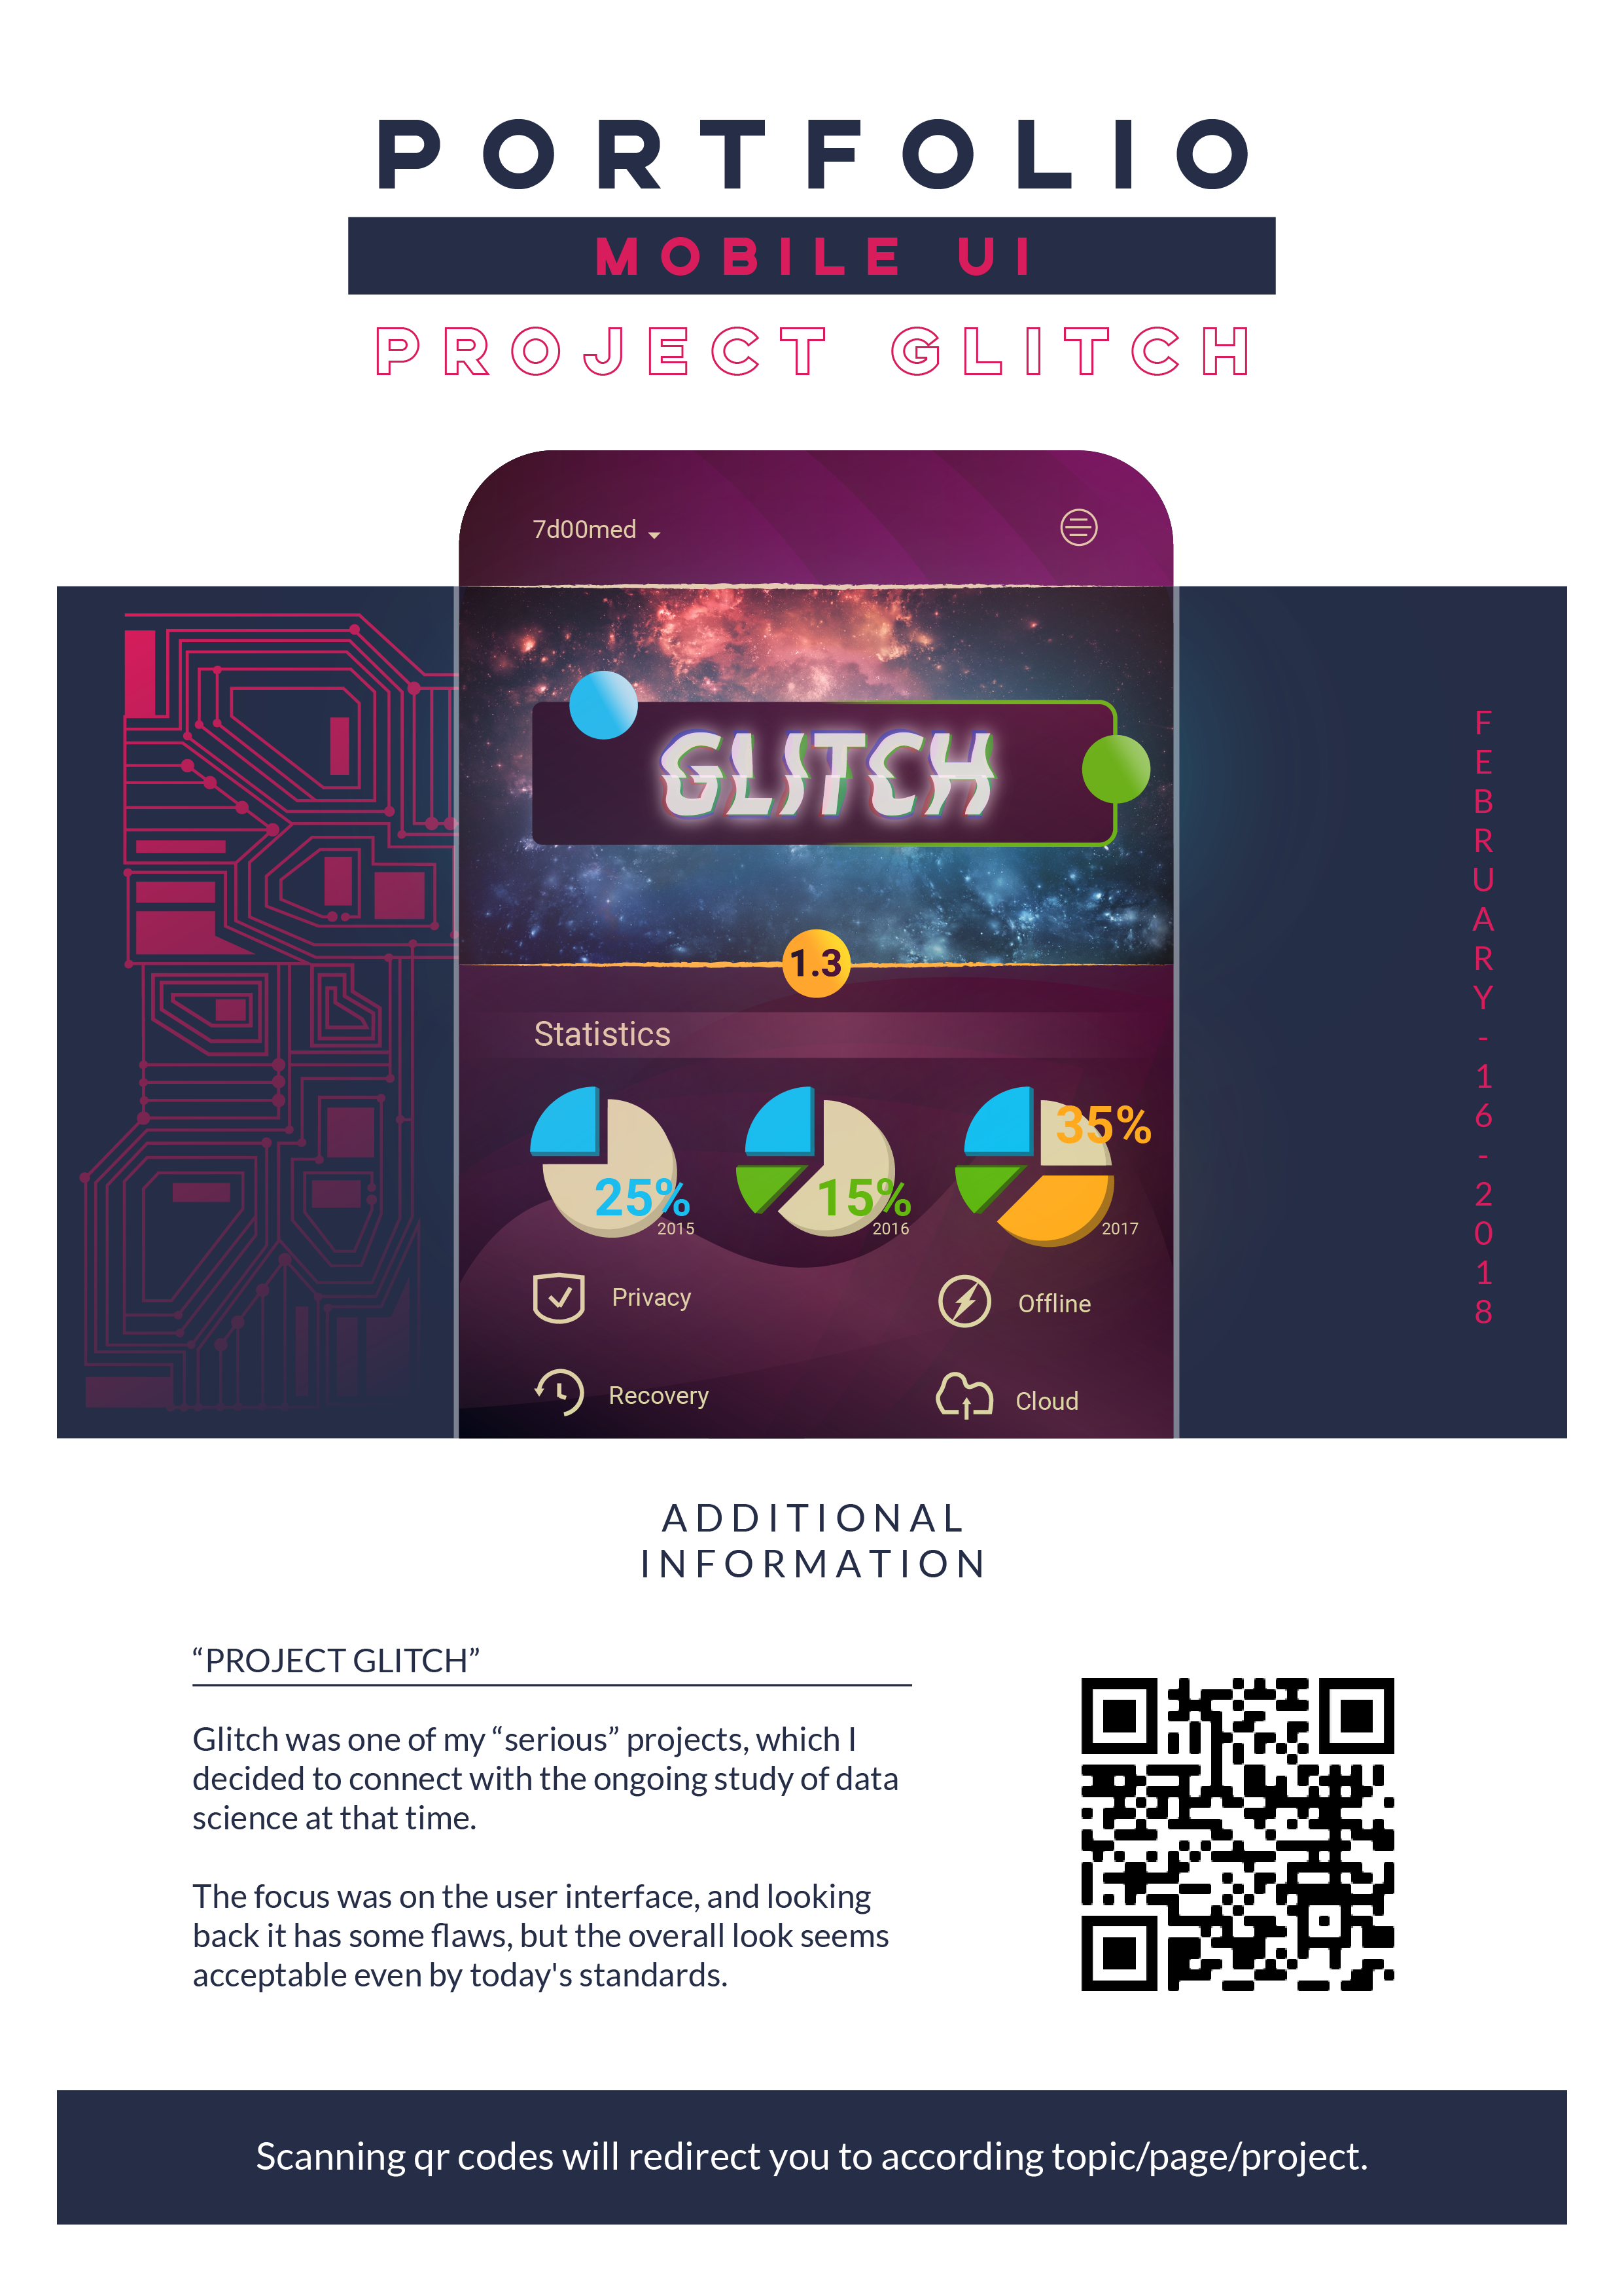 PORTFOLIO
MOBILE UI
PROJECT GLITCH
7d00med
GLITCH
1.3
Statistics
25%
2015
15%
2016
35%
2017
Privacy
Offline
Recovery
Cloud
FEBRUARY-16-2018
ADDITIONAL
INFORMATION
“PROJECT GLITCH”
Glitch was one of my “serious” projects, which I
decided to connect with the ongoing study of data
science at that time.
The focus was on the user interface, and looking
back it has some flaws, but the overall look seems
acceptable even by today's standards.
Scanning qr codes will redirect you to according topic/page/project.